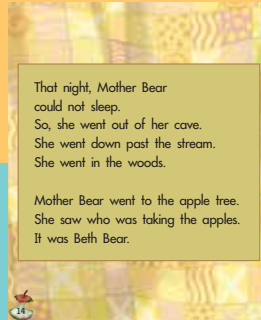 That night, Mother Bear
could not sleep.
So, she went out of her cave.
She went down past the stream.
She went in the woods.
Mother Bear went to the apple tree.
She saw who was taking the apples.
It was Beth Bear.
14